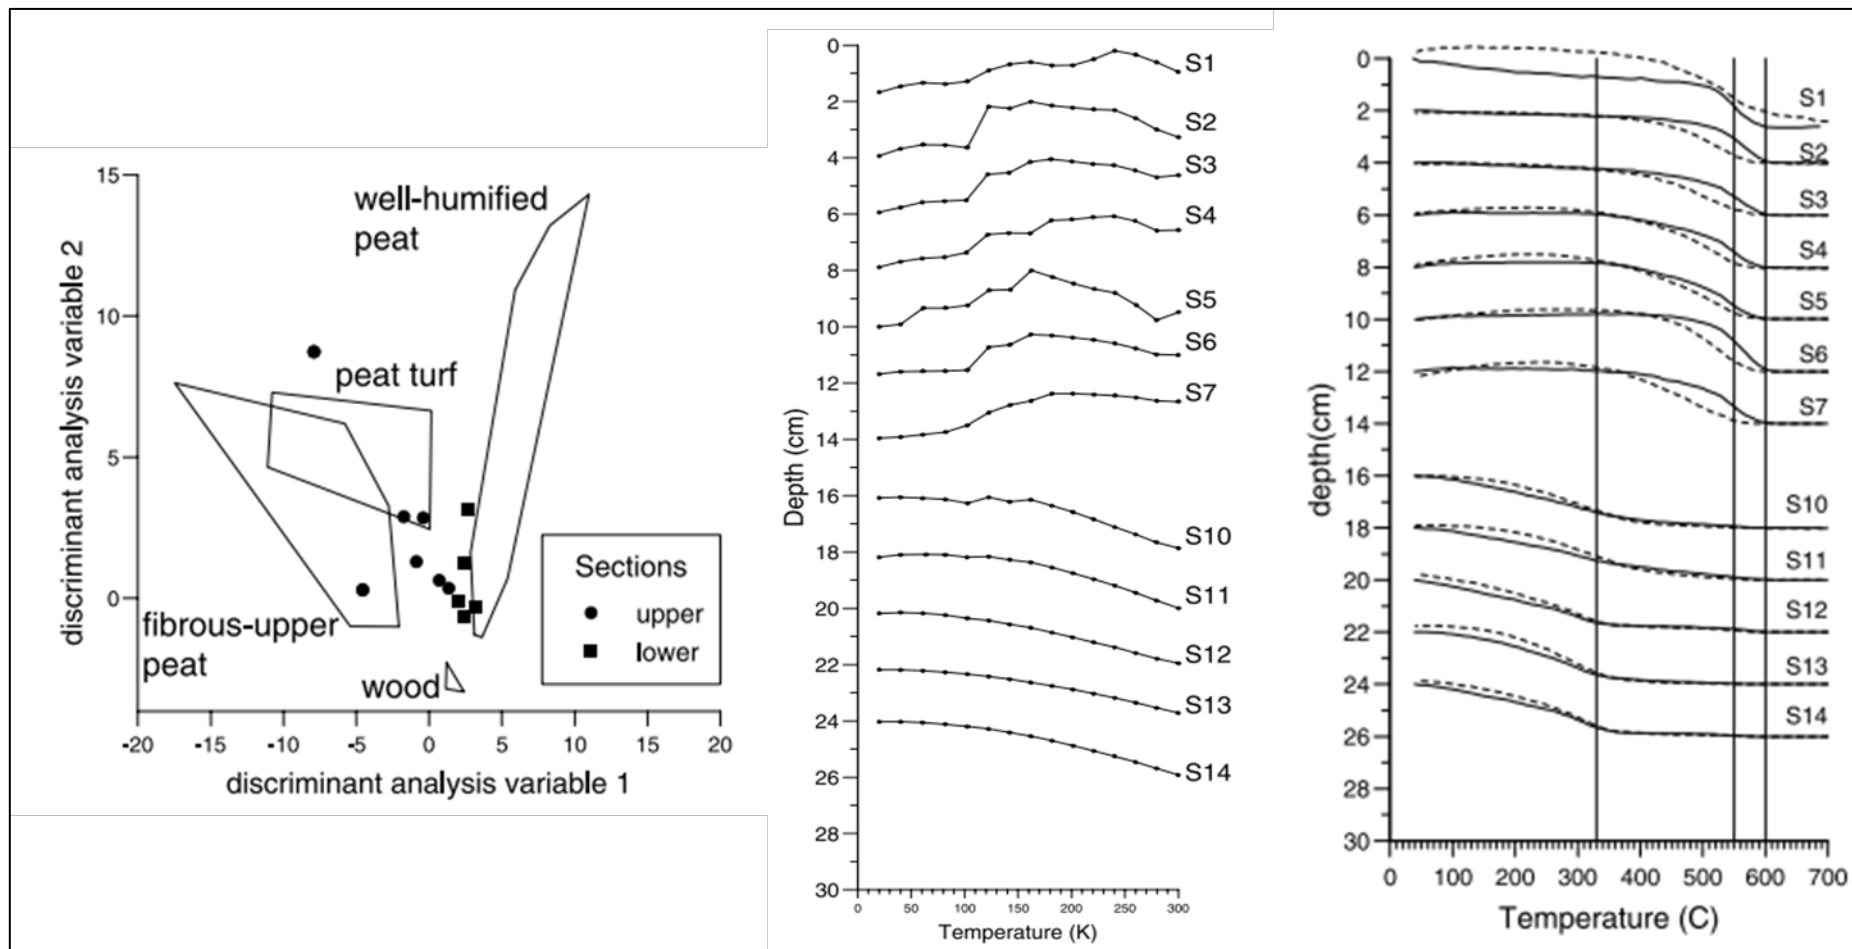 15
10
5
0
discriminant analysis variable 2
well-humified
peat
peat turf
fibrous-upper
peat
wood
Sections
upper
lower
-20 -15 -10 -5 0 5 10 15 20
discriminant analysis variable 1
0
2
4
6
8
10
12
14
16
18
20
22
24
26
28
30
Depth (cm)
S1
S2
S3
S4
S5
S6
S7
S10
S11
S12
S13
S14
0 50 100 150 200 250 300
Temperature (K)
0
2
4
6
8
10
12
14
16
18
20
22
24
26
28
30
depth(cm)
S1
S2
S3
S4
S5
S6
S7
S10
S11
S12
S13
S14
0 100 200 300 400 500 600 700
Temperature (C)